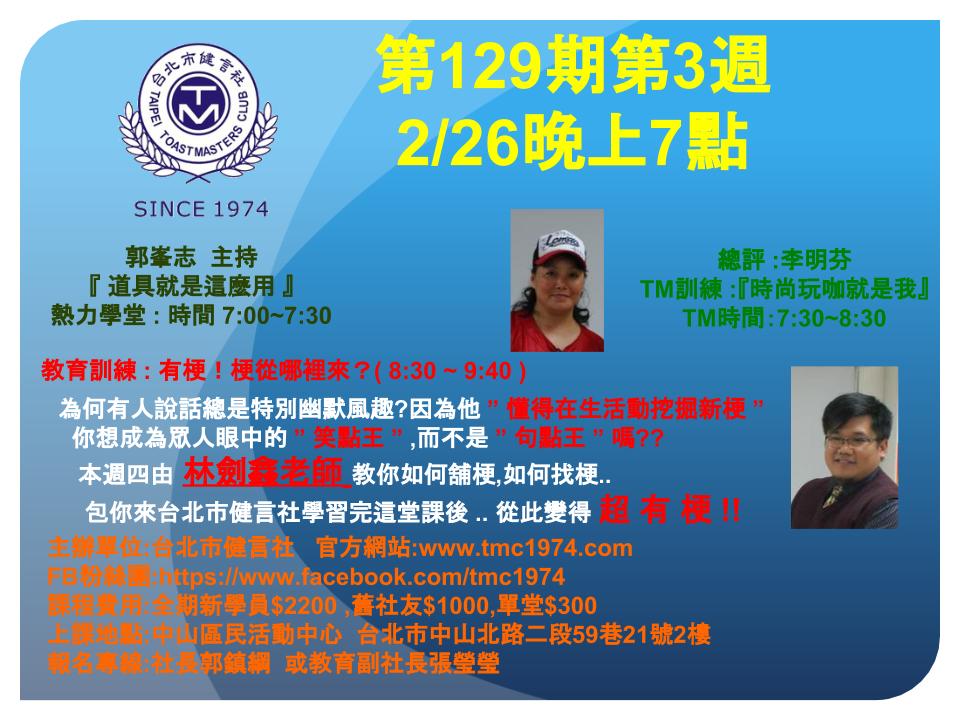 台北市健言社
TM
TAIPEI TOASTMASTERS CLUB
SINCE 1974
第129期第3週
2/26晚上7點
郭峯志 主持
『 道具就是這麼用 』
熱力學堂 : 時間 7:00~7:30
總評 :李明芬
TM訓練 :『時尚玩咖就是我』
TM時間：7:30~8:30
教育訓練 : 有梗！梗從哪裡來？( 8:30 ~ 9:40 )
為何有人說話總是特別幽默風趣?因為他 ” 懂得在生活動挖掘新梗 ”
你想成為眾人眼中的 ” 笑點王 ” ,而不是 ” 句點王 ” 嗎??
本週四由 林劍鑫老師 教你如何舖梗,如何找梗..
包你來台北市健言社學習完這堂課後 .. 從此變得 超 有 梗 !!
主辦單位:台北市健言社 官方網站:www.tmc1974.com
FB粉絲團:https://www.facebook.com/tmc1974
課程費用:全期新學員$2200 ,舊社友$1000,單堂$300
上課地點:中山區民活動中心 台北市中山北路二段59巷21號2樓
報名專線:社長郭鎮綱 或教育副社長張瑩瑩